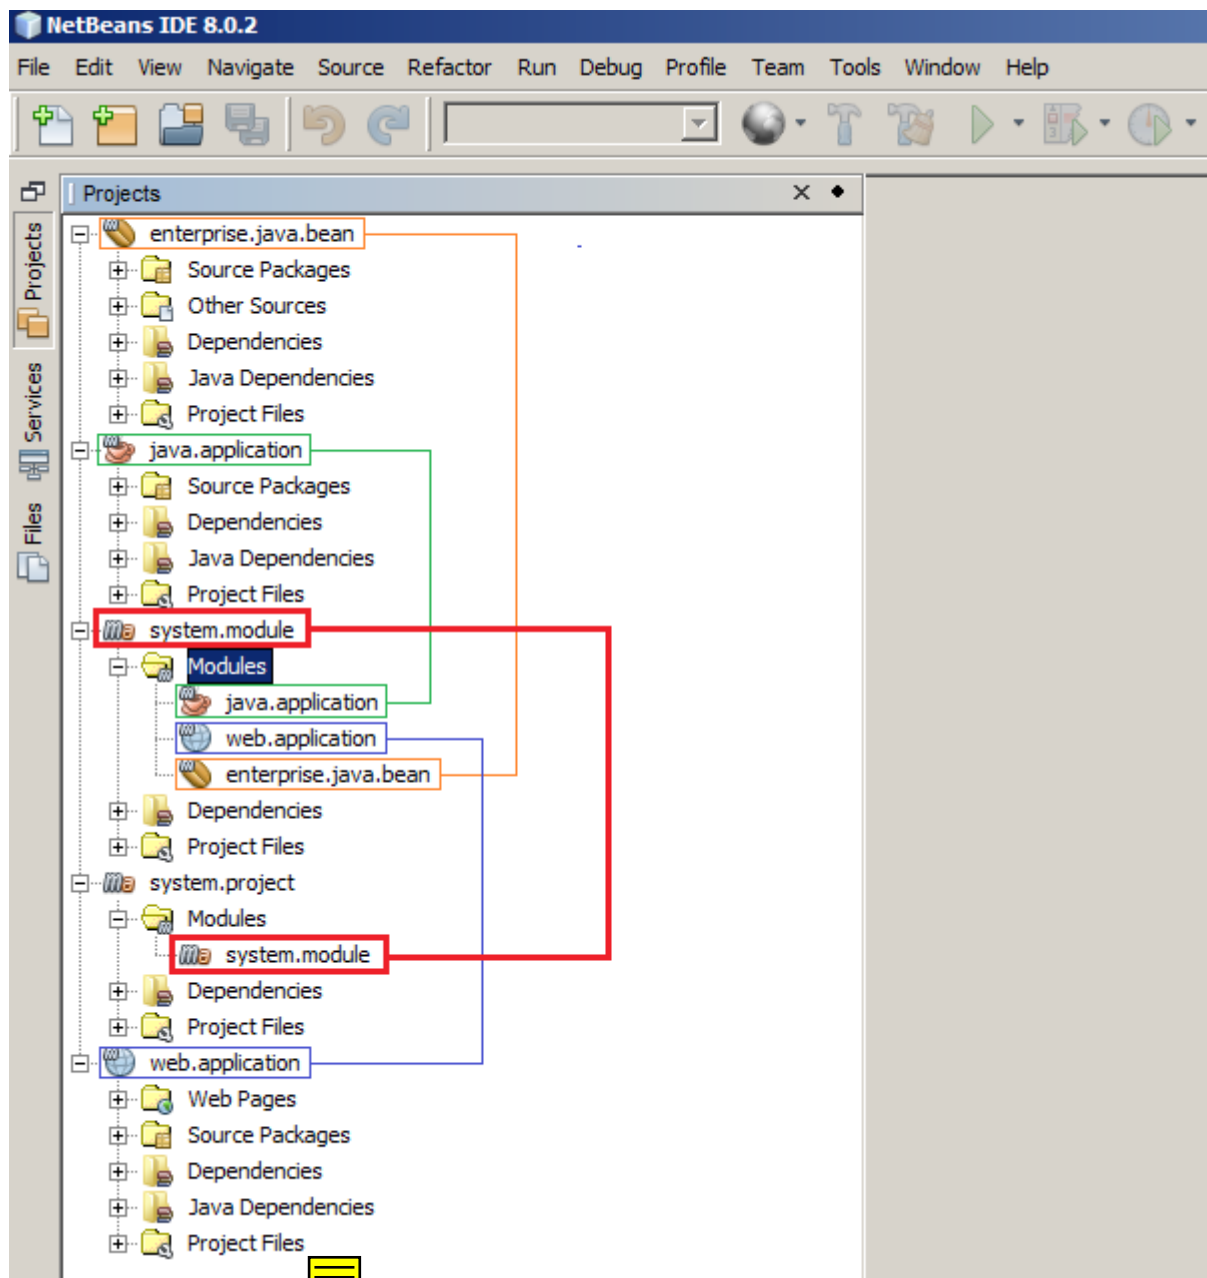 NetBeans IDE 8.0.2
File Edit View Navigate Source Refactor Run Debug Profile Team Tools Window Help
Projects
Projects
Services
Files
enterprise.java.bean
Source Packages
Other Sources
Dependencies
Java Dependencies
Project Files
java.application
Source Packages
Dependencies
Java Dependencies
Project Files
system.module
Modules
java.application
web.application
enterprise.java.bean
Dependencies
Project Files
system.project
Modules
system.module
Dependencies
Project Files
web.application
Web Pages
Source Packages
Dependencies
Java Dependencies
Project Files